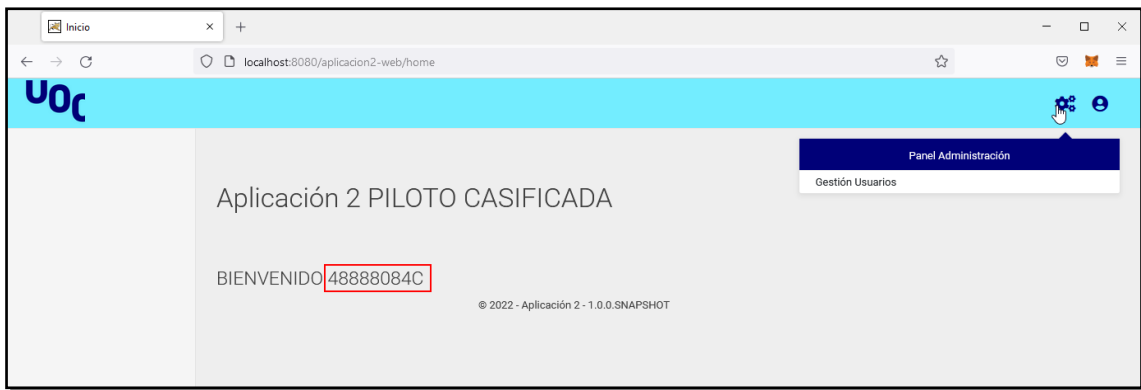 Inicio
localhost:8080/aplicacion2-web/home
UOC
Panel Administración
Gestión Usuarios
Aplicación 2 PILOTO CASIFICADA
BIENVENIDO 48888084C
© 2022 - Aplicación 2 - 1.0.0.SNAPSHOT